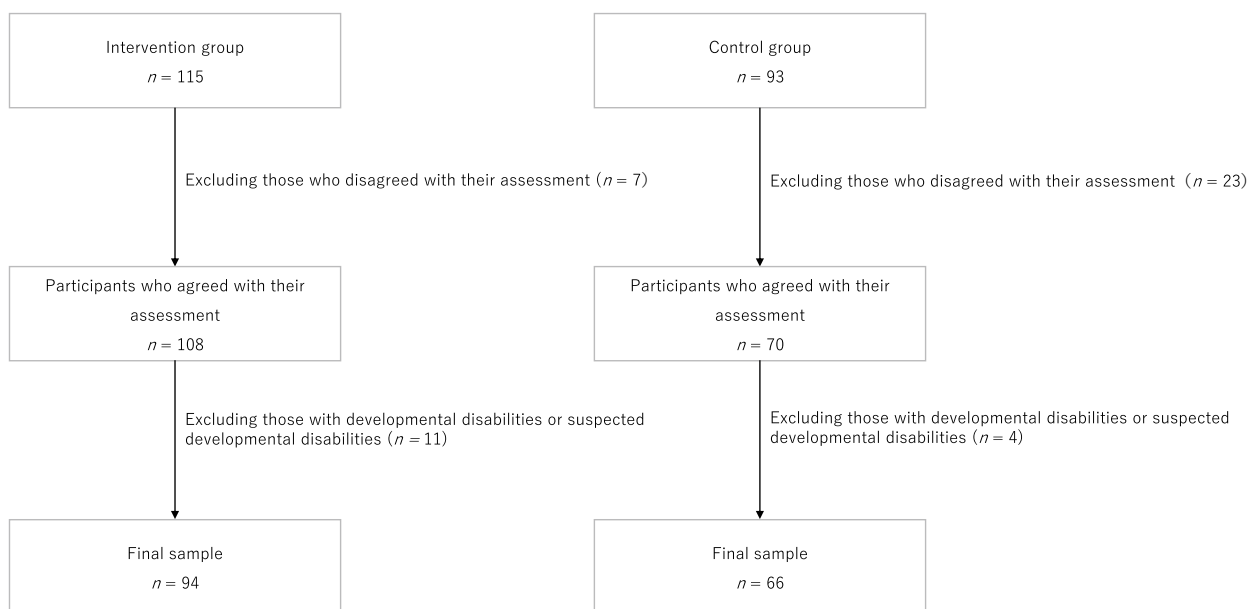 Intervention group
n = 115
Control group
n = 93
Excluding those who disagreed with their assessment (n = 7)
Excluding those who disagreed with their assessment (n = 23)
Participants who agreed with their
assessment
n = 108
Participants who agreed with their
assessment
n = 70
Excluding those with developmental disabilities or suspected
developmental disabilities (n = 11)
Excluding those with developmental disabilities or suspected
developmental disabilities (n = 4)
Final sample
n = 94
Final sample
n = 66